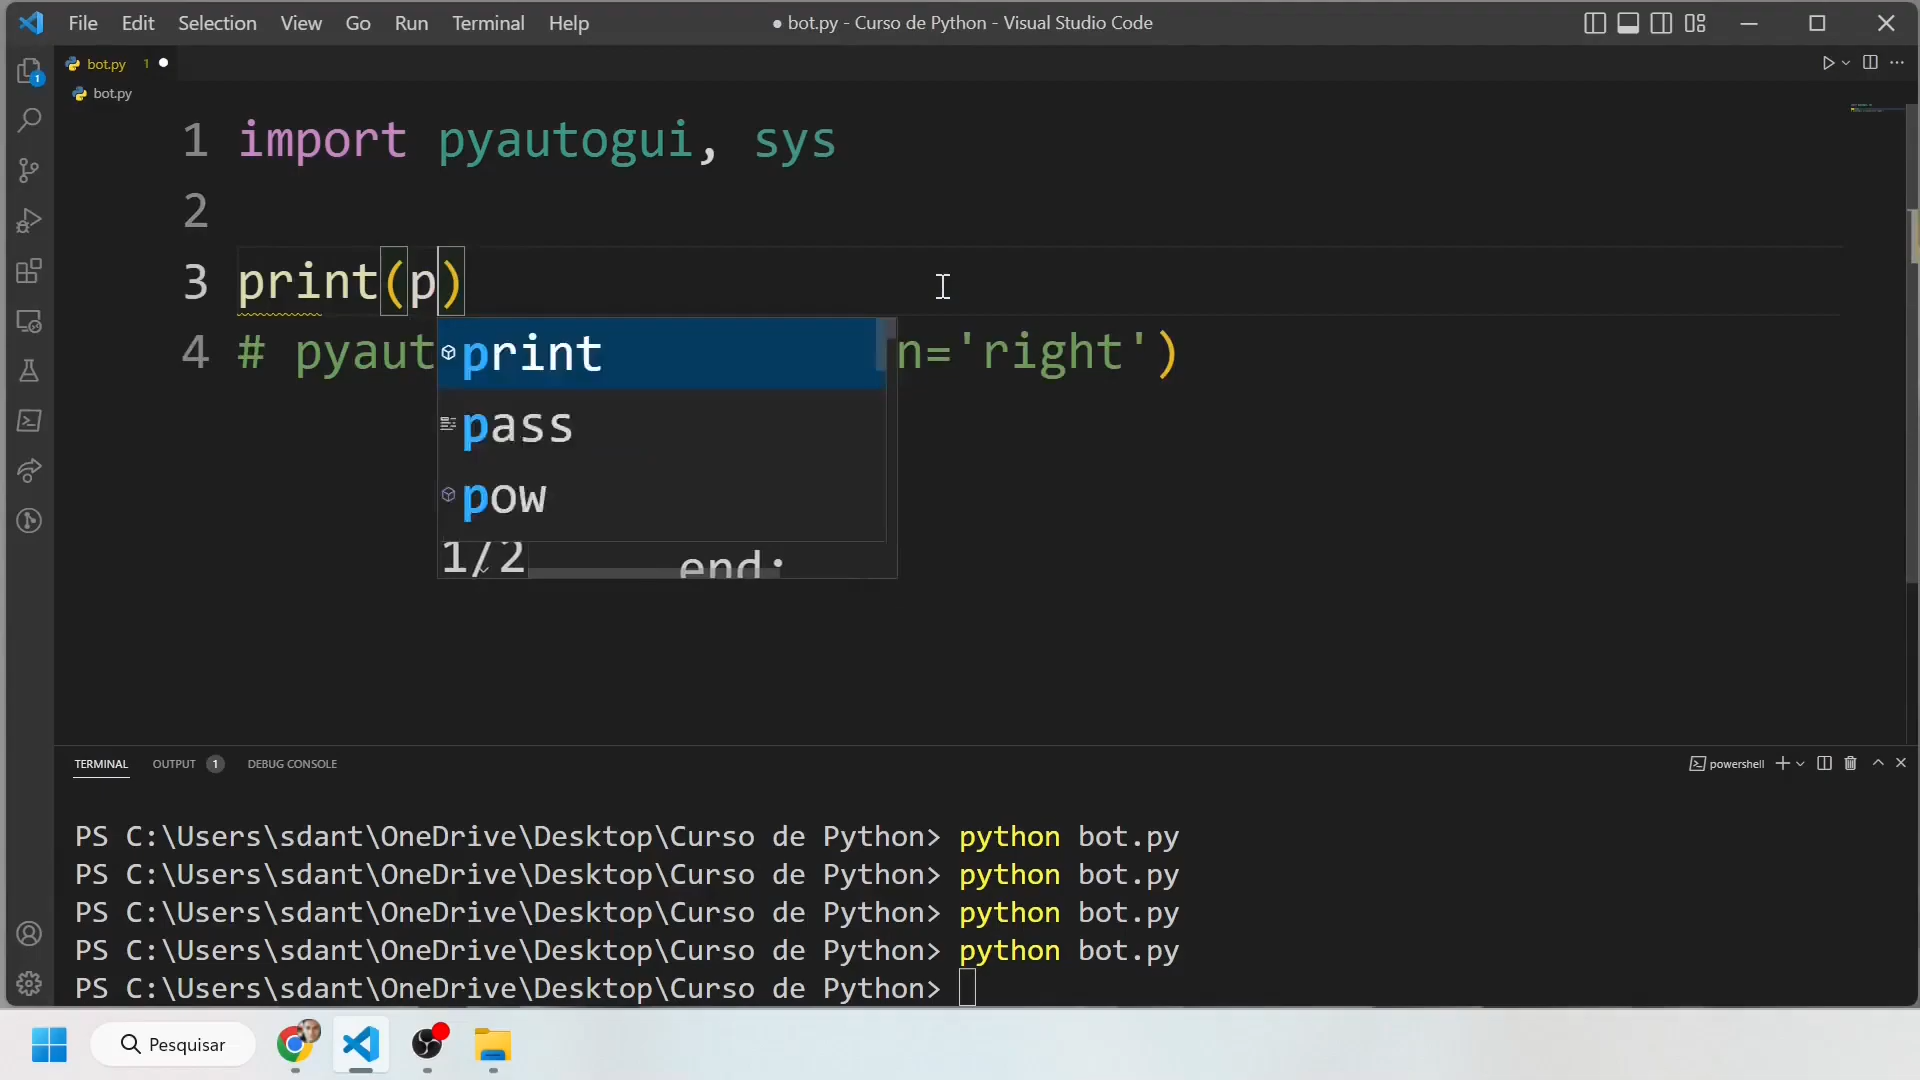 File Edit Selection View Go Run Terminal Help ● bot.py - Curso de Python - Visual Studio Code
bot.py 1
bot.py
1 import pyautogui, sys
2
3 print(p)
4 # pyaut n='right')
print
pass
pow
1/2 end:
TERMINAL OUTPUT 1 DEBUG CONSOLE powershell
PS C:\Users\sdant\OneDrive\Desktop\Curso de Python> python bot.py
PS C:\Users\sdant\OneDrive\Desktop\Curso de Python> python bot.py
PS C:\Users\sdant\OneDrive\Desktop\Curso de Python> python bot.py
PS C:\Users\sdant\OneDrive\Desktop\Curso de Python> python bot.py
PS C:\Users\sdant\OneDrive\Desktop\Curso de Python>
1
Pesquisar